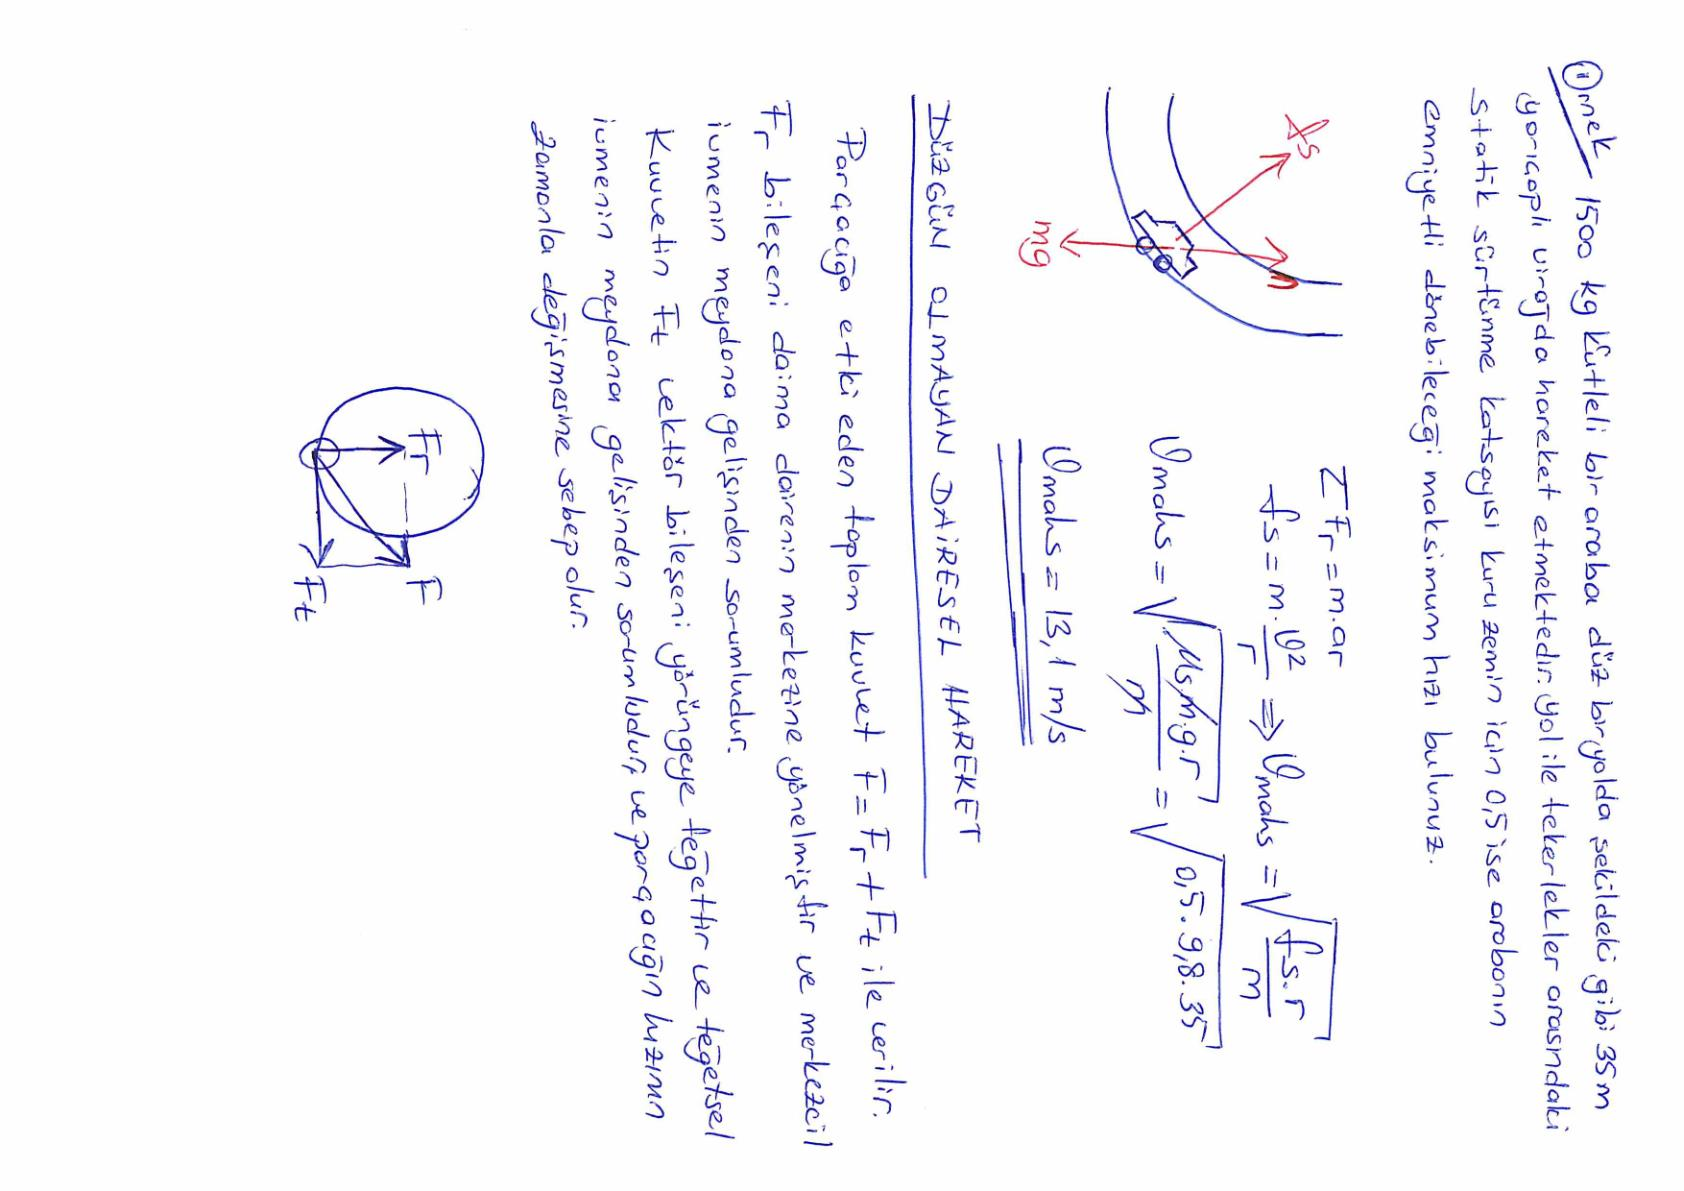 Örnek 1500 kg kütleli bir araba düz bir yolda şekildeki gibi 35m
yarıçaplı virajda hareket etmektedir. yol ile tekerlekler arasındaki
statik sürtünme katsayısı kuru zemin için 0,5 ise arabanın
emniyetli dönebileceği maksimum hızı bulunuz.
fs
n
mg
ΣFr = m.ar
fs = m.v²/r ⇒ vmahs = √(fs.r/m)
vmahs = √(μs.m.g.r/m) = √(0,5.9,8.35)
vmahs = 13,1 m/s
DÜZGÜN OLMAYAN DAİRESEL HAREKET
Parçacığa etki eden toplam kuvvet F = Fr + Ft ile verilir.
Fr bileşeni daima dairenin merkezine yönelmiştir ve merkezcil
ivmenin meydana gelişinden sorumludur.
Kuvvetin Ft vektör bileşeni yörüngeye teğettir ve teğetsel
ivmenin meydana gelişinden sorumludur, ve parçacığın hızının
zamanla değişmesine sebep olur.
Fr
F
Ft